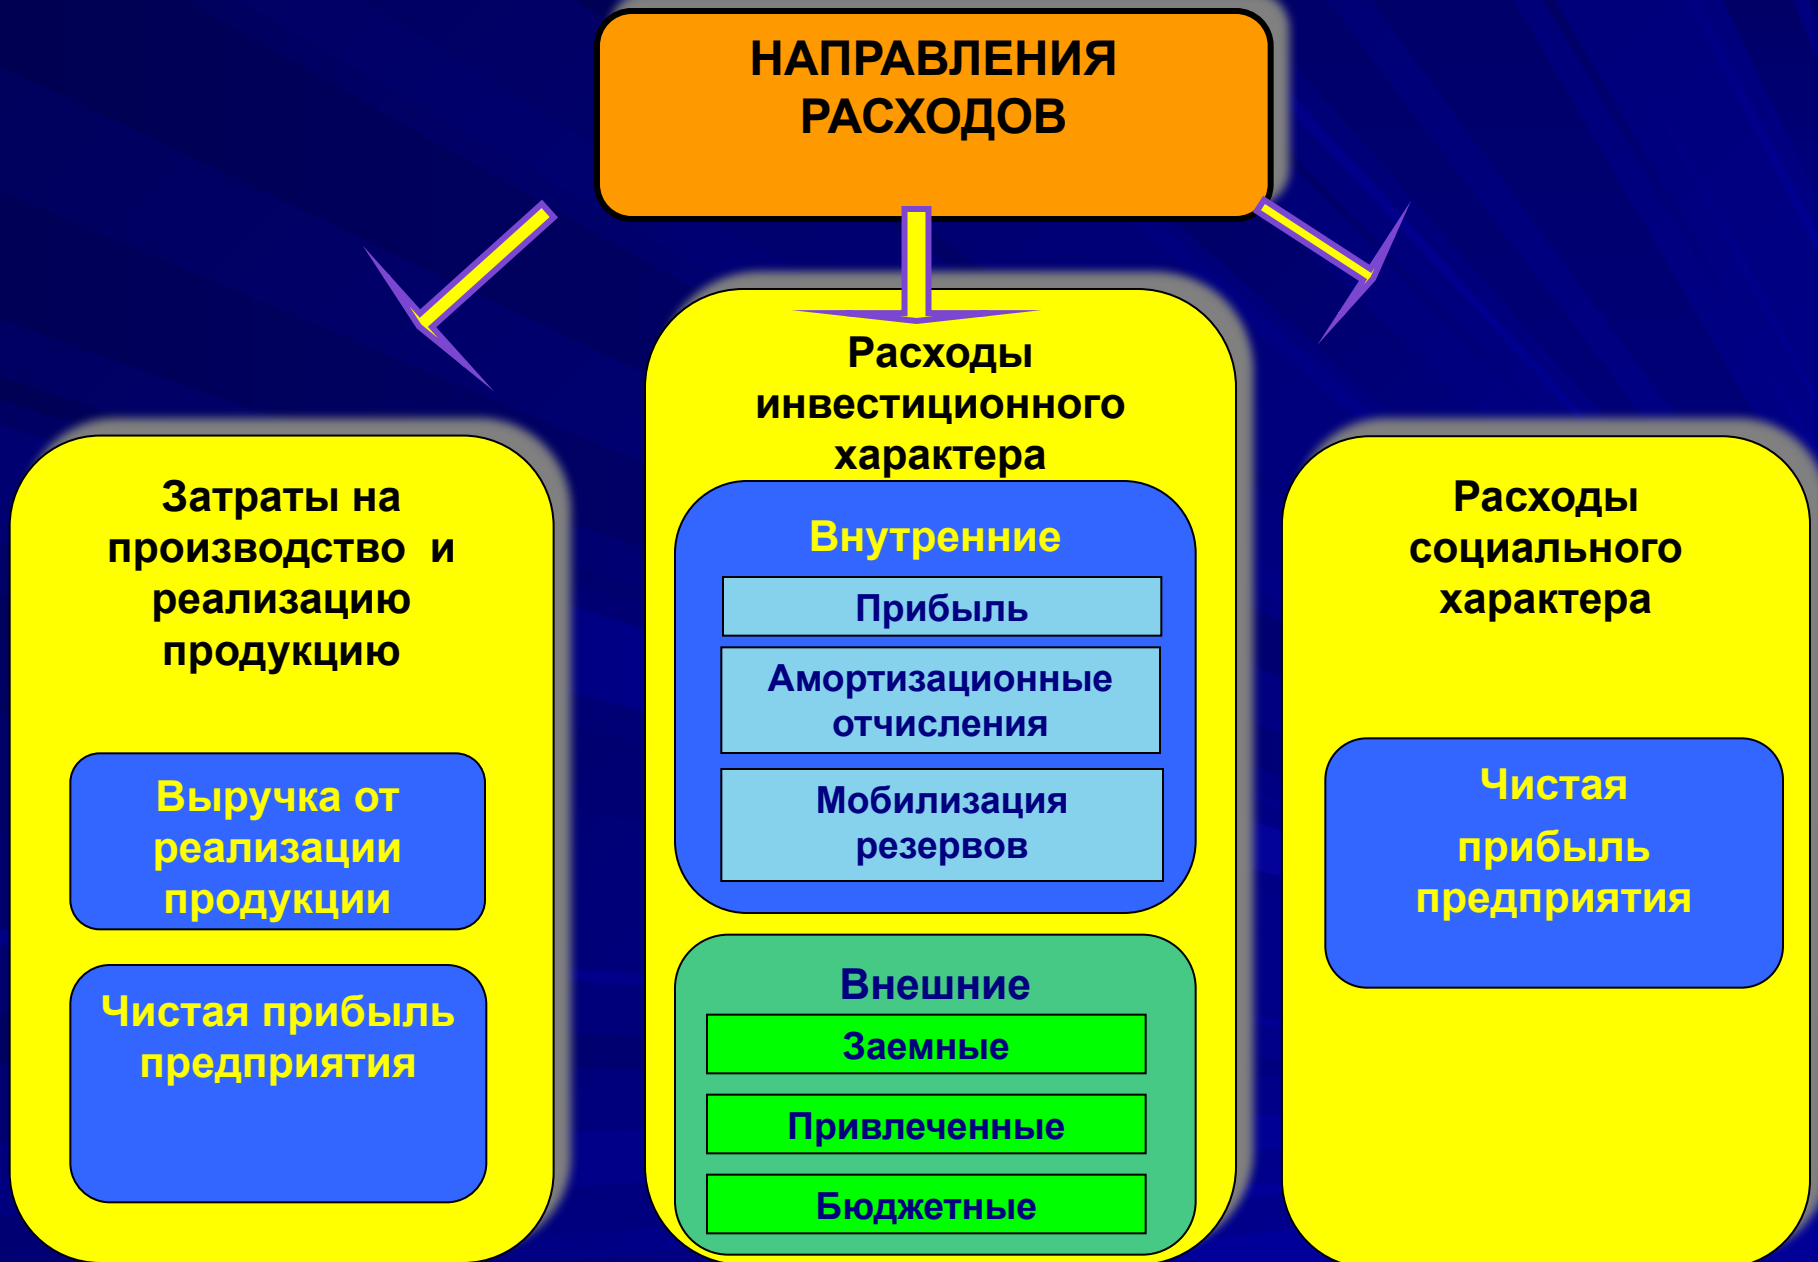 НАПРАВЛЕНИЯ
РАСХОДОВ
Затраты на
производство и
реализацию
продукцию
Выручка от
реализации
продукции
Чистая прибыль
предприятия
Расходы
инвестиционного
характера
Внутренние
Прибыль
Амортизационные
отчисления
Мобилизация
резервов
Внешние
Заемные
Привлеченные
Бюджетные
Расходы
социального
характера
Чистая
прибыль
предприятия